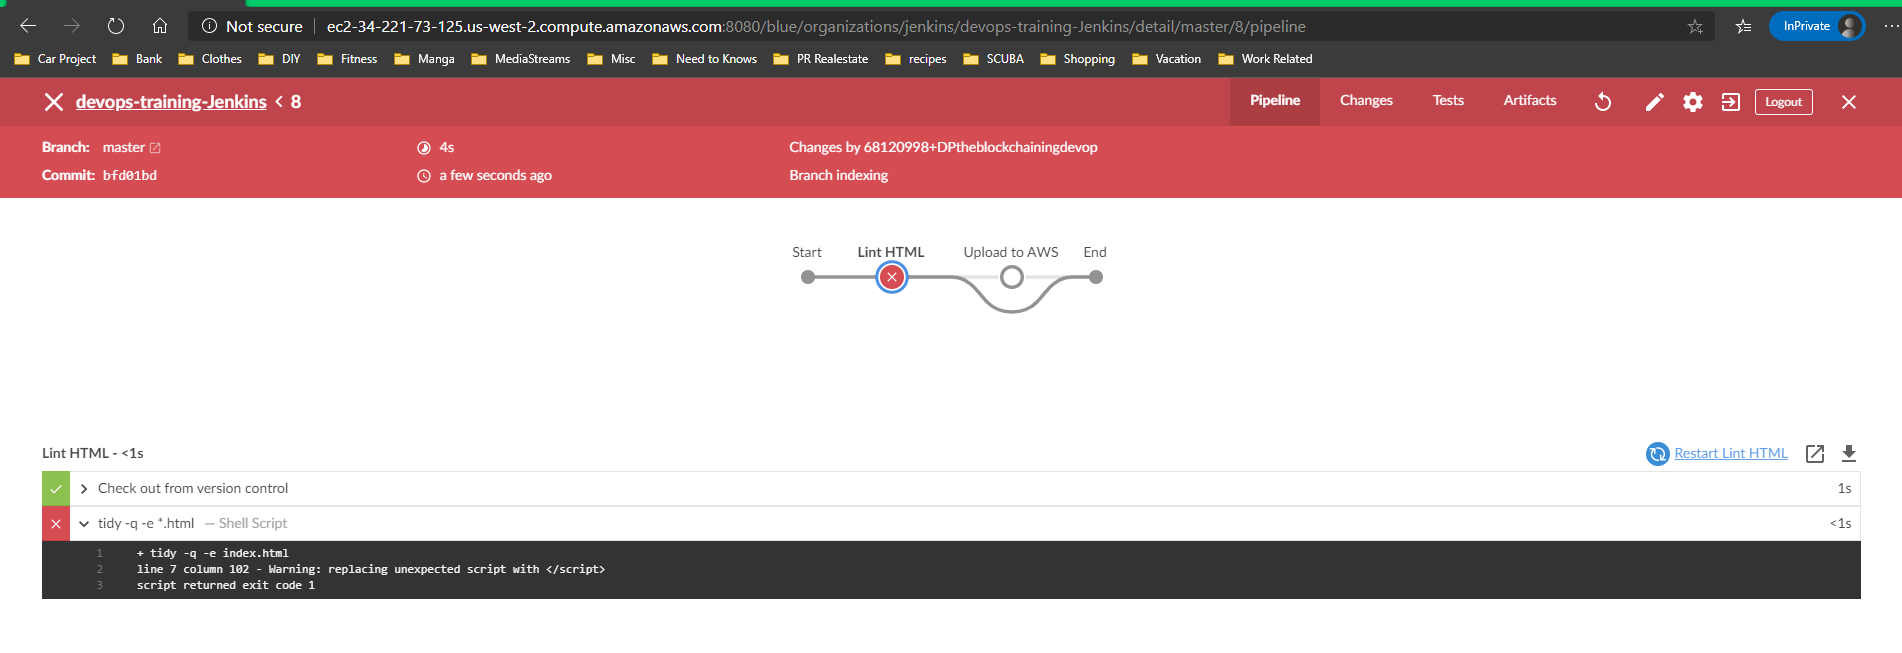 Not secure ec2-34-221-73-125.us-west-2.compute.amazonaws.com:8080/blue/organizations/jenkins/devops-training-Jenkins/detail/master/8/pipeline InPrivate
Car Project Bank Clothes DIY Fitness Manga MediaStreams Misc Need to Knows PR Realestate recipes SCUBA Shopping Vacation Work Related
devops-training-Jenkins < 8 Pipeline Changes Tests Artifacts Logout
Branch: master 4s Changes by 68120998+DPtheblockchainingdevop
Commit: bfd01bd a few seconds ago Branch indexing
Start Lint HTML Upload to AWS End
Lint HTML - <1s Restart Lint HTML
Check out from version control 1s
tidy -q -e *.html — Shell Script <1s
1 + tidy -q -e index.html
2 line 7 column 102 - Warning: replacing unexpected script with </script>
3 script returned exit code 1